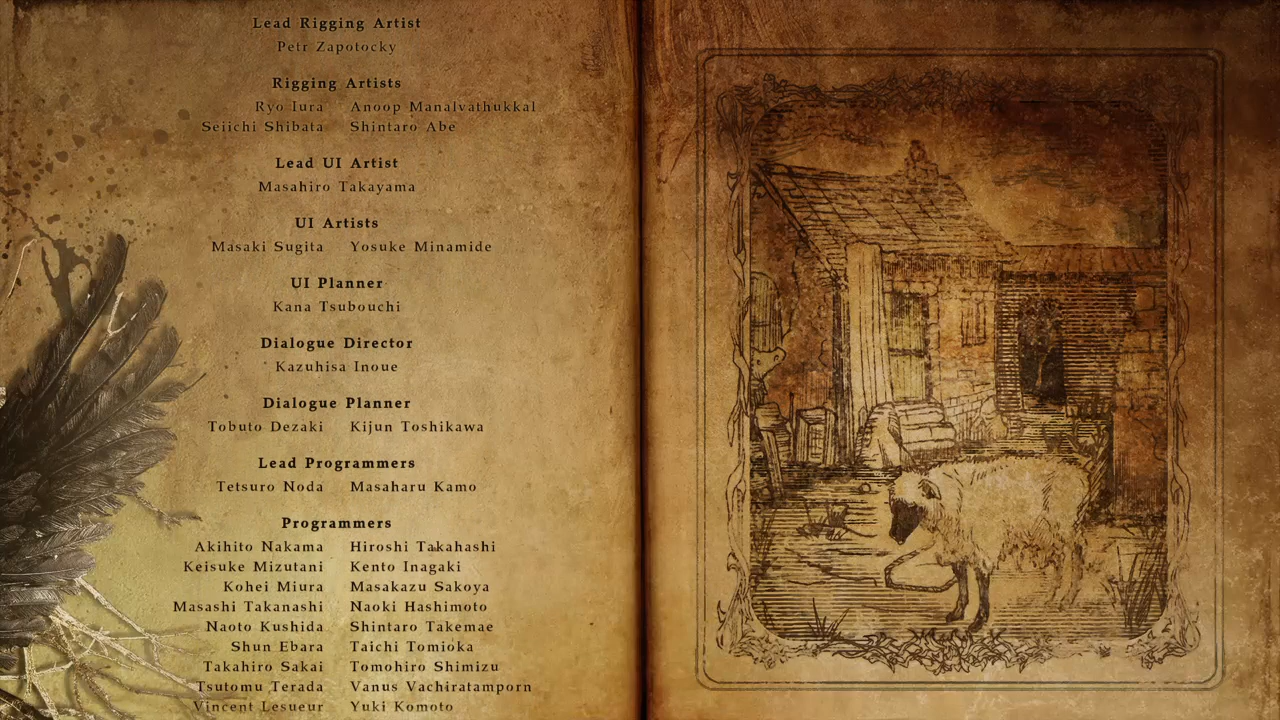 Lead Rigging Artist
Petr Zapotocky
Rigging Artists
Ryo Iura Anoop Manalvathukkal
Seiichi Shibata Shintaro Abe
Lead UI Artist
Masahiro Takayama
UI Artists
Masaki Sugita Yosuke Minamide
UI Planner
Kana Tsubouchi
Dialogue Director
Kazuhisa Inoue
Dialogue Planner
Tobuto Dezaki Kijun Toshikawa
Lead Programmers
Tetsuro Noda Masaharu Kamo
Programmers
Akihito Nakama Hiroshi Takahashi
Keisuke Mizutani Kento Inagaki
Kohei Miura Masakazu Sakoya
Masashi Takanashi Naoki Hashimoto
Naoto Kushida Shintaro Takemae
Shun Ebara Taichi Tomioka
Takahiro Sakai Tomohiro Shimizu
Tsutomu Terada Vanus Vachiratamporn
Vincent Lesueur Yuki Komoto